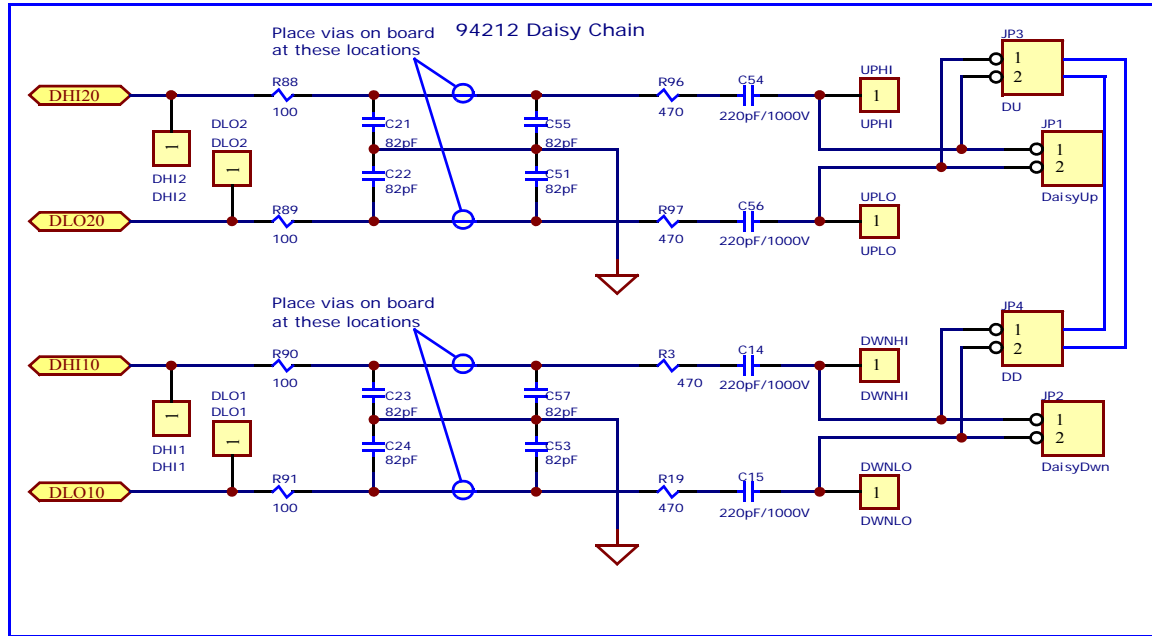 Place vias on board
at these locations
94212 Daisy Chain
JP3
DHI20
R88
100
C21
82pF
C55
82pF
R96
470
C54
220pF/1000V
UPHI
1
UPHI
1
2
DU
JP1
1
2
DaisyUp
1
DHI2
DHI2
DLO2
DLO2
1
C22
82pF
C51
82pF
DLO20
R89
100
R97
470
C56
220pF/1000V
UPLO
1
UPLO
Place vias on board
at these locations
JP4
1
2
DD
DHI10
R90
100
C23
82pF
C57
82pF
R3
470
C14
220pF/1000V
DWNHI
1
DWNHI
JP2
1
2
DaisyDwn
1
DHI1
DHI1
DLO1
DLO1
1
C24
82pF
C53
82pF
DLO10
R91
100
R19
470
C15
220pF/1000V
DWNLO
1
DWNLO